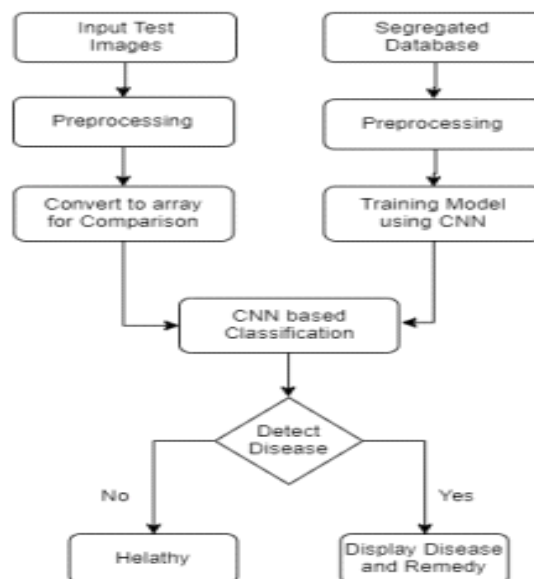 Input Test
Images
Segregated
Database
Preprocessing
Preprocessing
Convert to array
for Comparison
Training Model
using CNN
CNN based
Classification
Detect
Disease
No
Yes
Helathy
Display Disease
and Remedy